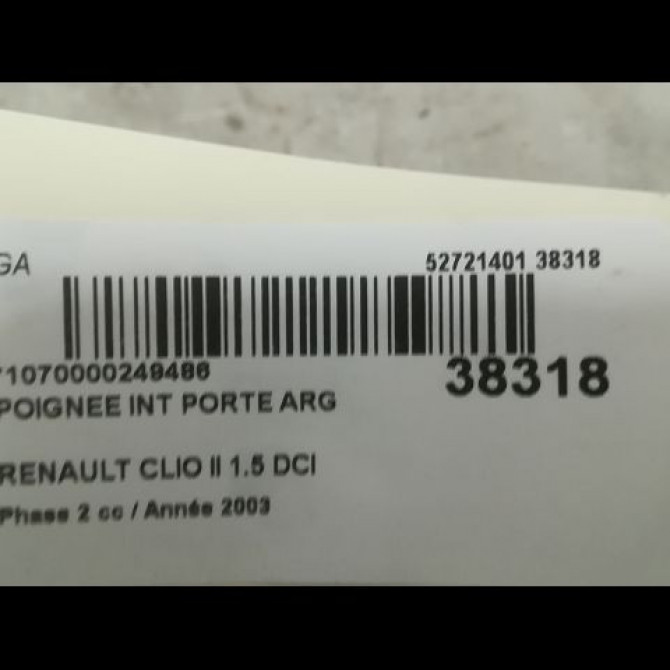 GA
52721401 38318
*1070000249486
38318
POIGNEE INT PORTE ARG
RENAULT CLIO II 1.5 DCI
Phase 2 cc / Année 2003